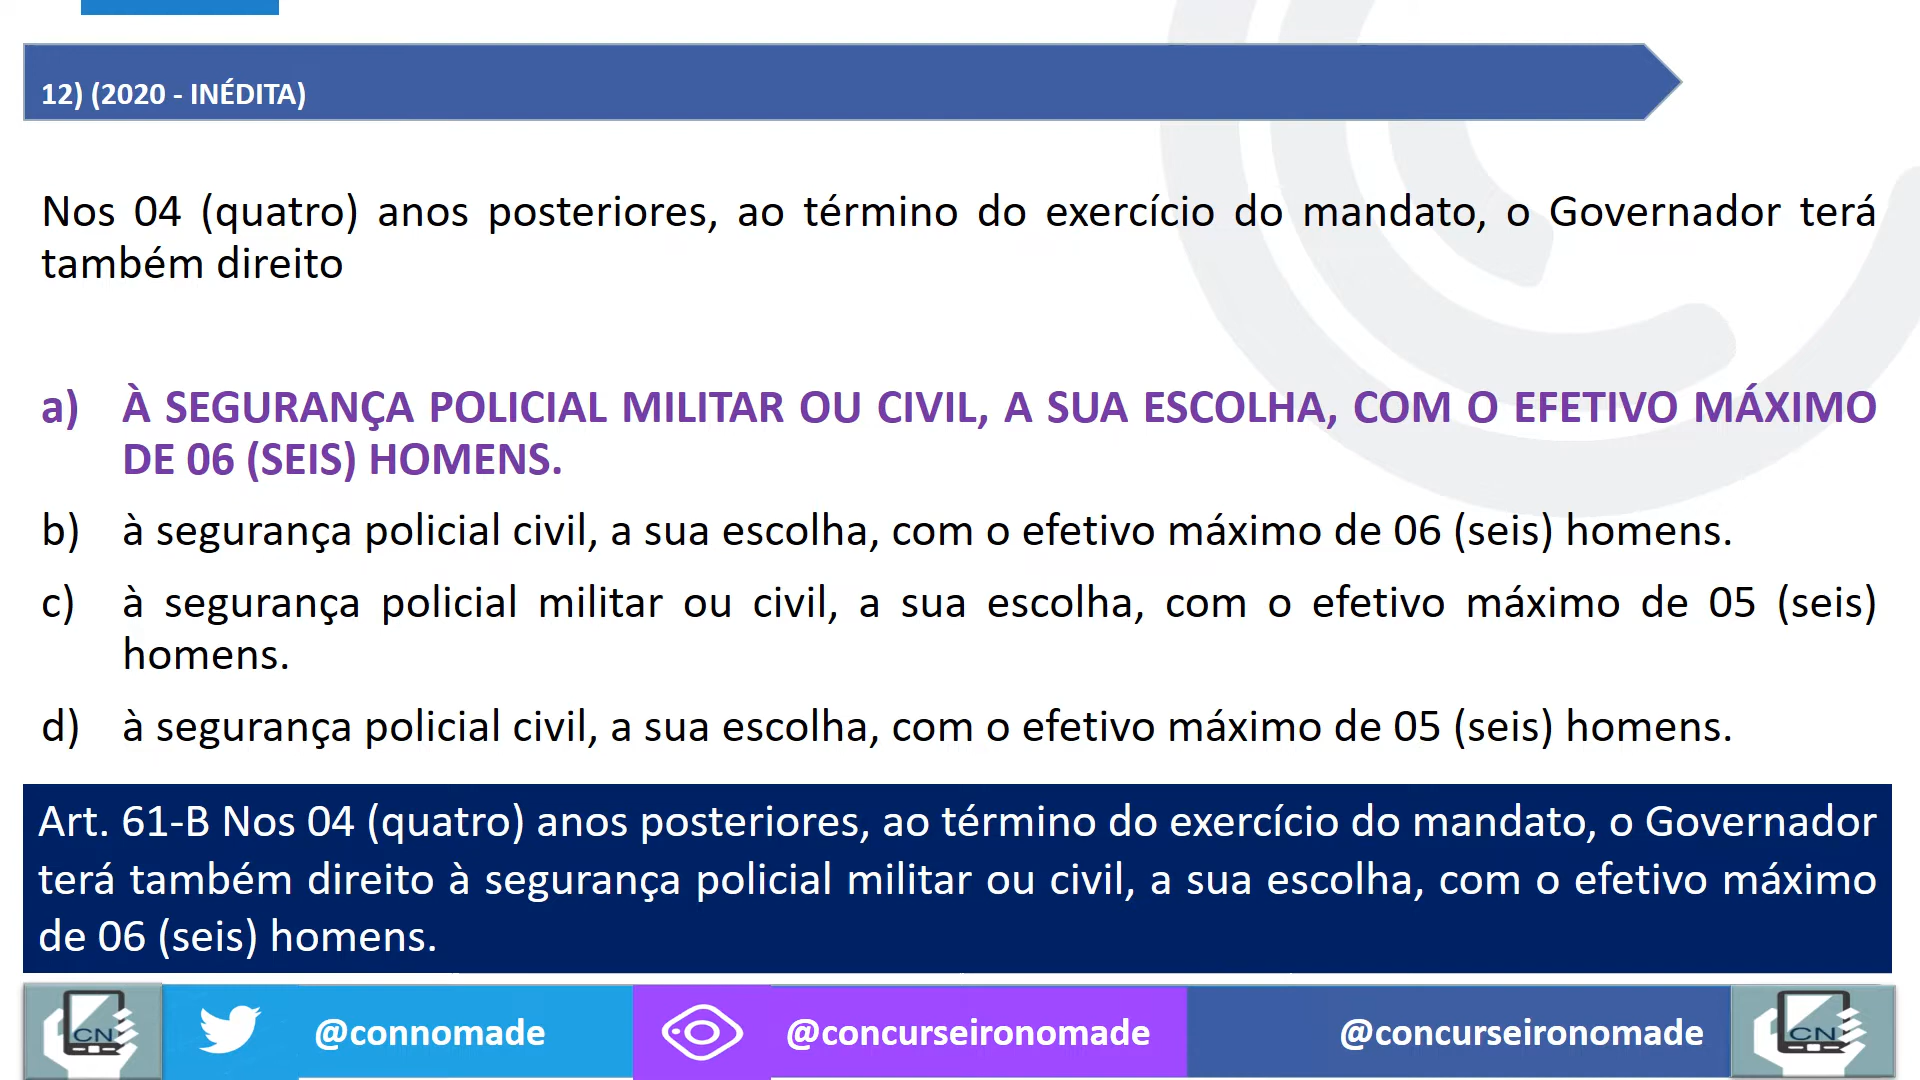 12) (2020 - INÉDITA)
Nos 04 (quatro) anos posteriores, ao término do exercício do mandato, o Governador terá
também direito
a) À SEGURANÇA POLICIAL MILITAR OU CIVIL, A SUA ESCOLHA, COM O EFETIVO MÁXIMO
DE 06 (SEIS) HOMENS.
b) à segurança policial civil, a sua escolha, com o efetivo máximo de 06 (seis) homens.
c) à segurança policial militar ou civil, a sua escolha, com o efetivo máximo de 05 (seis)
homens.
d) à segurança policial civil, a sua escolha, com o efetivo máximo de 05 (seis) homens.
Art. 61-B Nos 04 (quatro) anos posteriores, ao término do exercício do mandato, o Governador
terá também direito à segurança policial militar ou civil, a sua escolha, com o efetivo máximo
de 06 (seis) homens.
CN @connomade @concurseironomade @concurseironomade CN